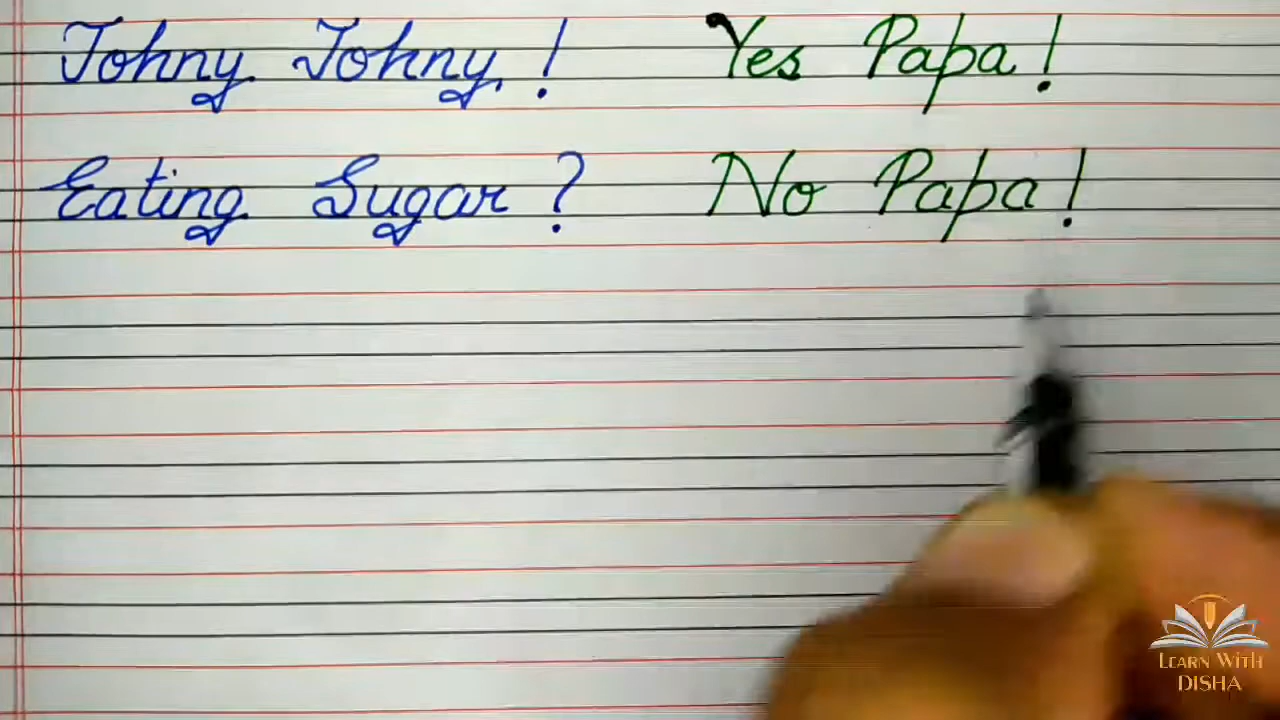 Johny Johny ! Yes Papa !
Eating Sugar ? No Papa !
LEARN WITH
DISHA